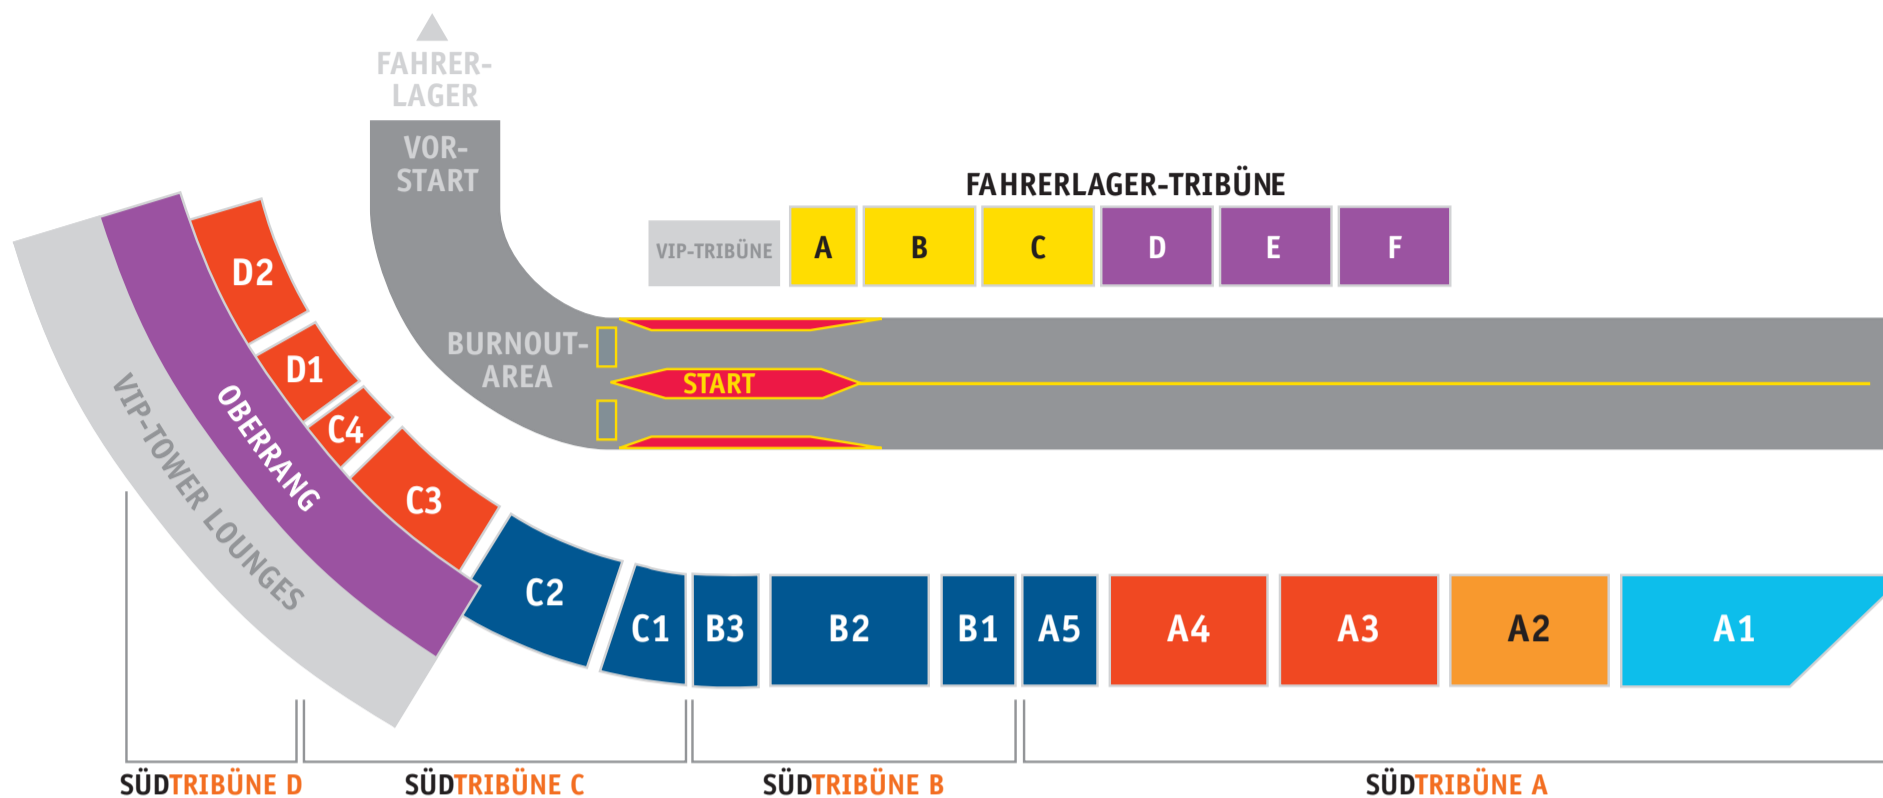 FAHRER-
LAGER
VOR-
START
FAHRERLAGER-TRIBÜNE
VIP-TRIBÜNE
A
B
C
D
E
F
BURNOUT-
AREA
START
D2
D1
C4
C3
OBERRANG
VIP-TOWER LOUNGES
C2
C1
B3
B2
B1
A5
A4
A3
A2
A1
SÜDTRIBÜNE D
SÜDTRIBÜNE C
SÜDTRIBÜNE B
SÜDTRIBÜNE A